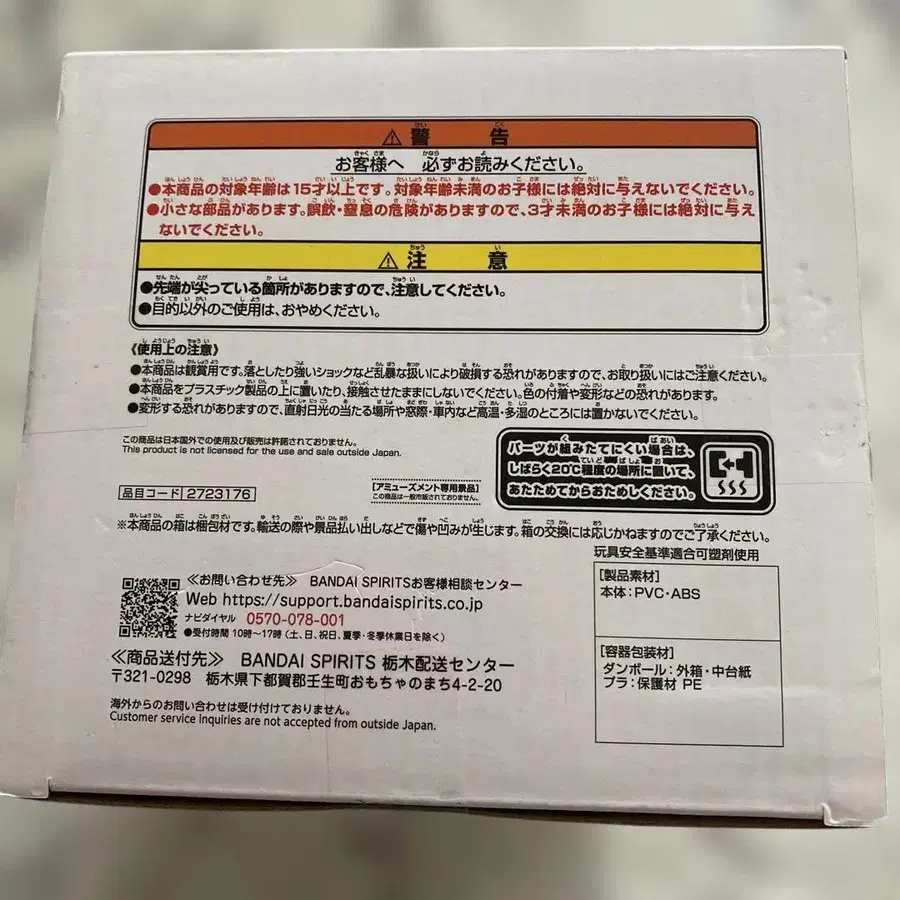 ⚠警告
お客様へ 必ずお読みください。
●本商品の対象年齢は15才以上です。対象年齢未満のお子様には絶対に与えないでください。
●小さな部品があります。誤飲・窒息の危険がありますので、3才未満のお子様には絶対に与え
ないでください。
⚠注意
●先端が尖っている箇所がありますので、注意してください。
●目的以外のご使用は、おやめください。
《使用上の注意》
●本商品は観賞用です。落としたり強いショックなど乱暴な扱いにより破損する恐れがありますので、お取り扱いにはご注意ください。
●本商品をプラスチック製品の上に置いたり、接触させたままにしないでください。色の付着や変形などの恐れがあります。
●変形する恐れがありますので、直射日光の当たる場所や窓際・車内など高温・多湿のところには置かないでください。
この商品は日本国外での使用及び販売は許諾されておりません。
This product is not licensed for the use and sale outside Japan.
パーツが組みたてにくい場合は、
しばらく20℃程度の場所に置いて、
あたためてからおためしください。
品目コード 2723176
【アミューズメント専用景品】
この商品は一般市販されておりません。
※本商品の箱は梱包材です。輸送の際や景品払い出しなどで傷や凹みが生じます。箱の交換には応じかねますのでご了承ください。
玩具安全基準適合可塑剤使用
[製品素材]
本体:PVC・ABS
[容器包装材]
ダンボール:外箱・中台紙
プラ:保護材 PE
≪お問い合わせ先≫ BANDAI SPIRITSお客様相談センター
Web https://support.bandaispirits.co.jp
ナビダイヤル 0570-078-001
●受付時間 10時~17時(土、日、祝日、夏季・冬季休業日を除く)
≪商品送付先≫ BANDAI SPIRITS 栃木配送センター
〒321-0298 栃木県下都賀郡壬生町おもちゃのまち4-2-20
海外からのお問い合わせは受け付けておりません。
Customer service inquiries are not accepted from outside Japan.